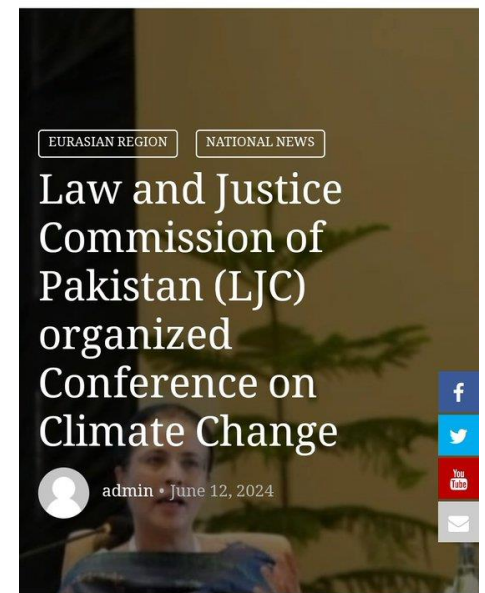 EURASIAN REGION NATIONAL NEWS
Law and Justice
Commission of
Pakistan (LJC)
organized
Conference on
Climate Change
admin • June 12, 2024
You
Tube